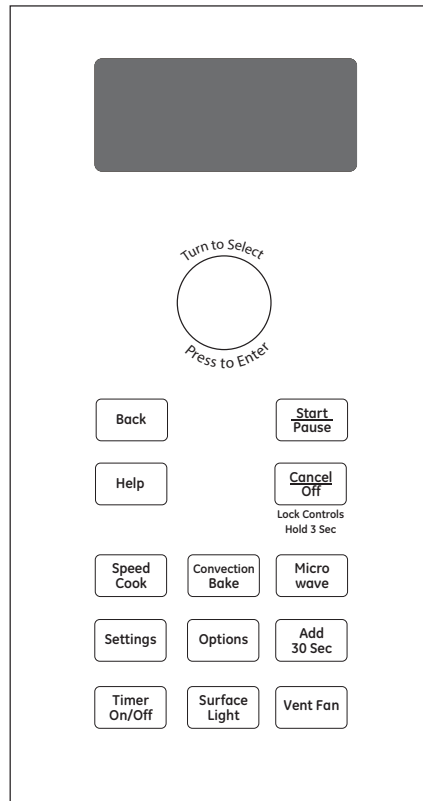 Turn to Select
Press to Enter
Back
Start
Pause
Help
Cancel
Off
Lock Controls
Hold 3 Sec
Speed
Cook
Convection
Bake
Micro
wave
Settings
Options
Add
30 Sec
Timer
On/Off
Surface
Light
Vent Fan